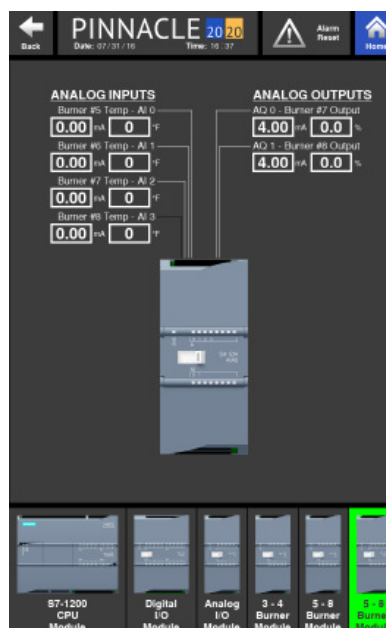 PINNACLE 20 20
Back
Date: 07/31/16
Time: 16:37
Alarm
Reset
Home
ANALOG INPUTS
Burner #5 Temp - AI 0
0.00 mA 0 °F
Burner #6 Temp - AI 1
0.00 mA 0 °F
Burner #7 Temp - AI 2
0.00 mA 0 °F
Burner #8 Temp - AI 3
0.00 mA 0 °F
ANALOG OUTPUTS
AQ 0 - Burner #7 Output
4.00 mA 0.0 %
AQ 1 - Burner #8 Output
4.00 mA 0.0 %
S7-1200
CPU
Module
Digital
I/O
Module
Analog
I/O
Module
3 - 4
Burner
Module
5 - 8
Burner
Module
5 - 8
Burner
Module